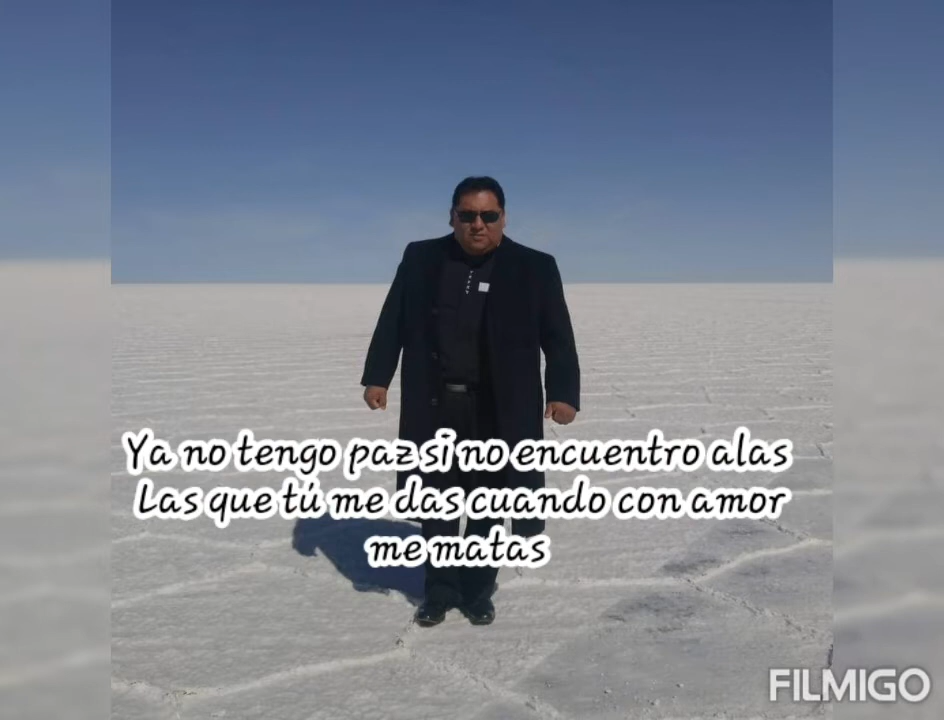 Ya no tengo paz si no encuentro alas
Las que tú me das cuando con amor
me matas
FILMIGO